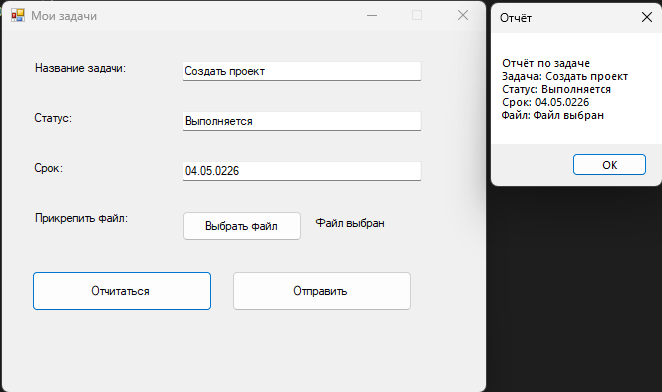 Мои задачи
Название задачи: Создать проект
Статус: Выполняется
Срок: 04.05.0226
Прикрепить файл: Выбрать файл Файл выбран
Отчитаться Отправить
Отчёт
Отчёт по задаче
Задача: Создать проект
Статус: Выполняется
Срок: 04.05.0226
Файл: Файл выбран
OK